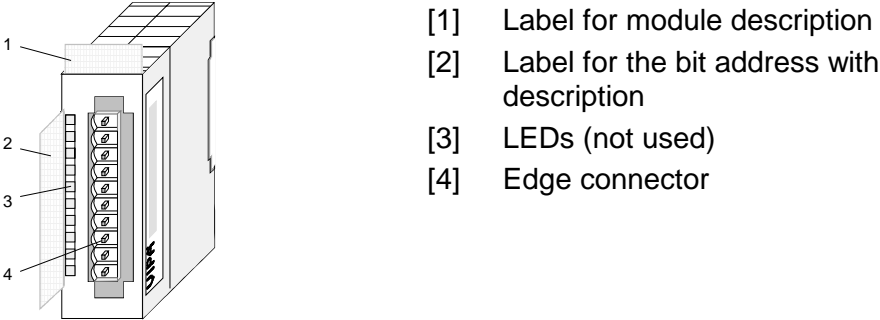 1
2
3
4
VIPA
[1] Label for module description
[2] Label for the bit address with
description
[3] LEDs (not used)
[4] Edge connector